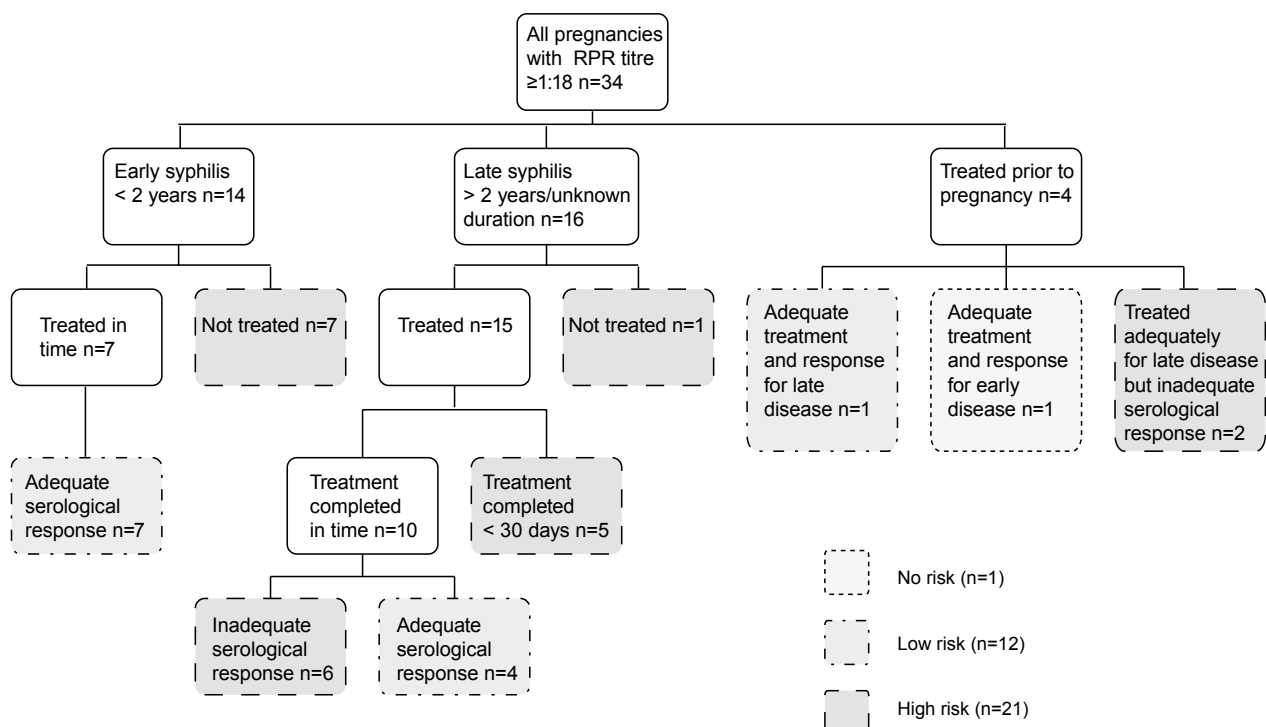 All pregnancies
with RPR titre
≥1:18 n=34
Early syphilis
< 2 years n=14
Late syphilis
> 2 years/unknown
duration n=16
Treated prior to
pregnancy n=4
Treated in
time n=7
Not treated n=7
Treated n=15
Not treated n=1
Adequate
treatment
and response
for late
disease n=1
Adequate
treatment
and response
for early
disease n=1
Treated
adequately
for late disease
but inadequate
serological
response n=2
Adequate
serological
response n=7
Treatment
completed
in time n=10
Treatment
completed
< 30 days n=5
Inadequate
serological
response n=6
Adequate
serological
response n=4
No risk (n=1)
Low risk (n=12)
High risk (n=21)